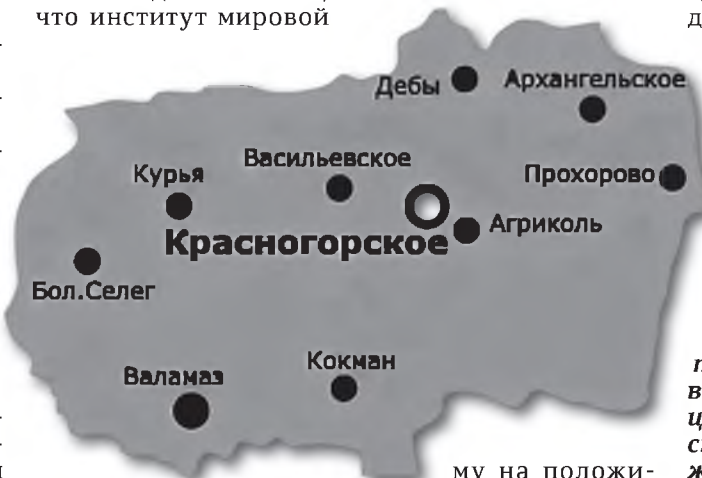 что институт мировой
Дебы
Архангельское
Васильевское
Курья
Прохорово
Красногорское
Агриколь
Бол.Селег
Кокман
Валамаз
му на положи-